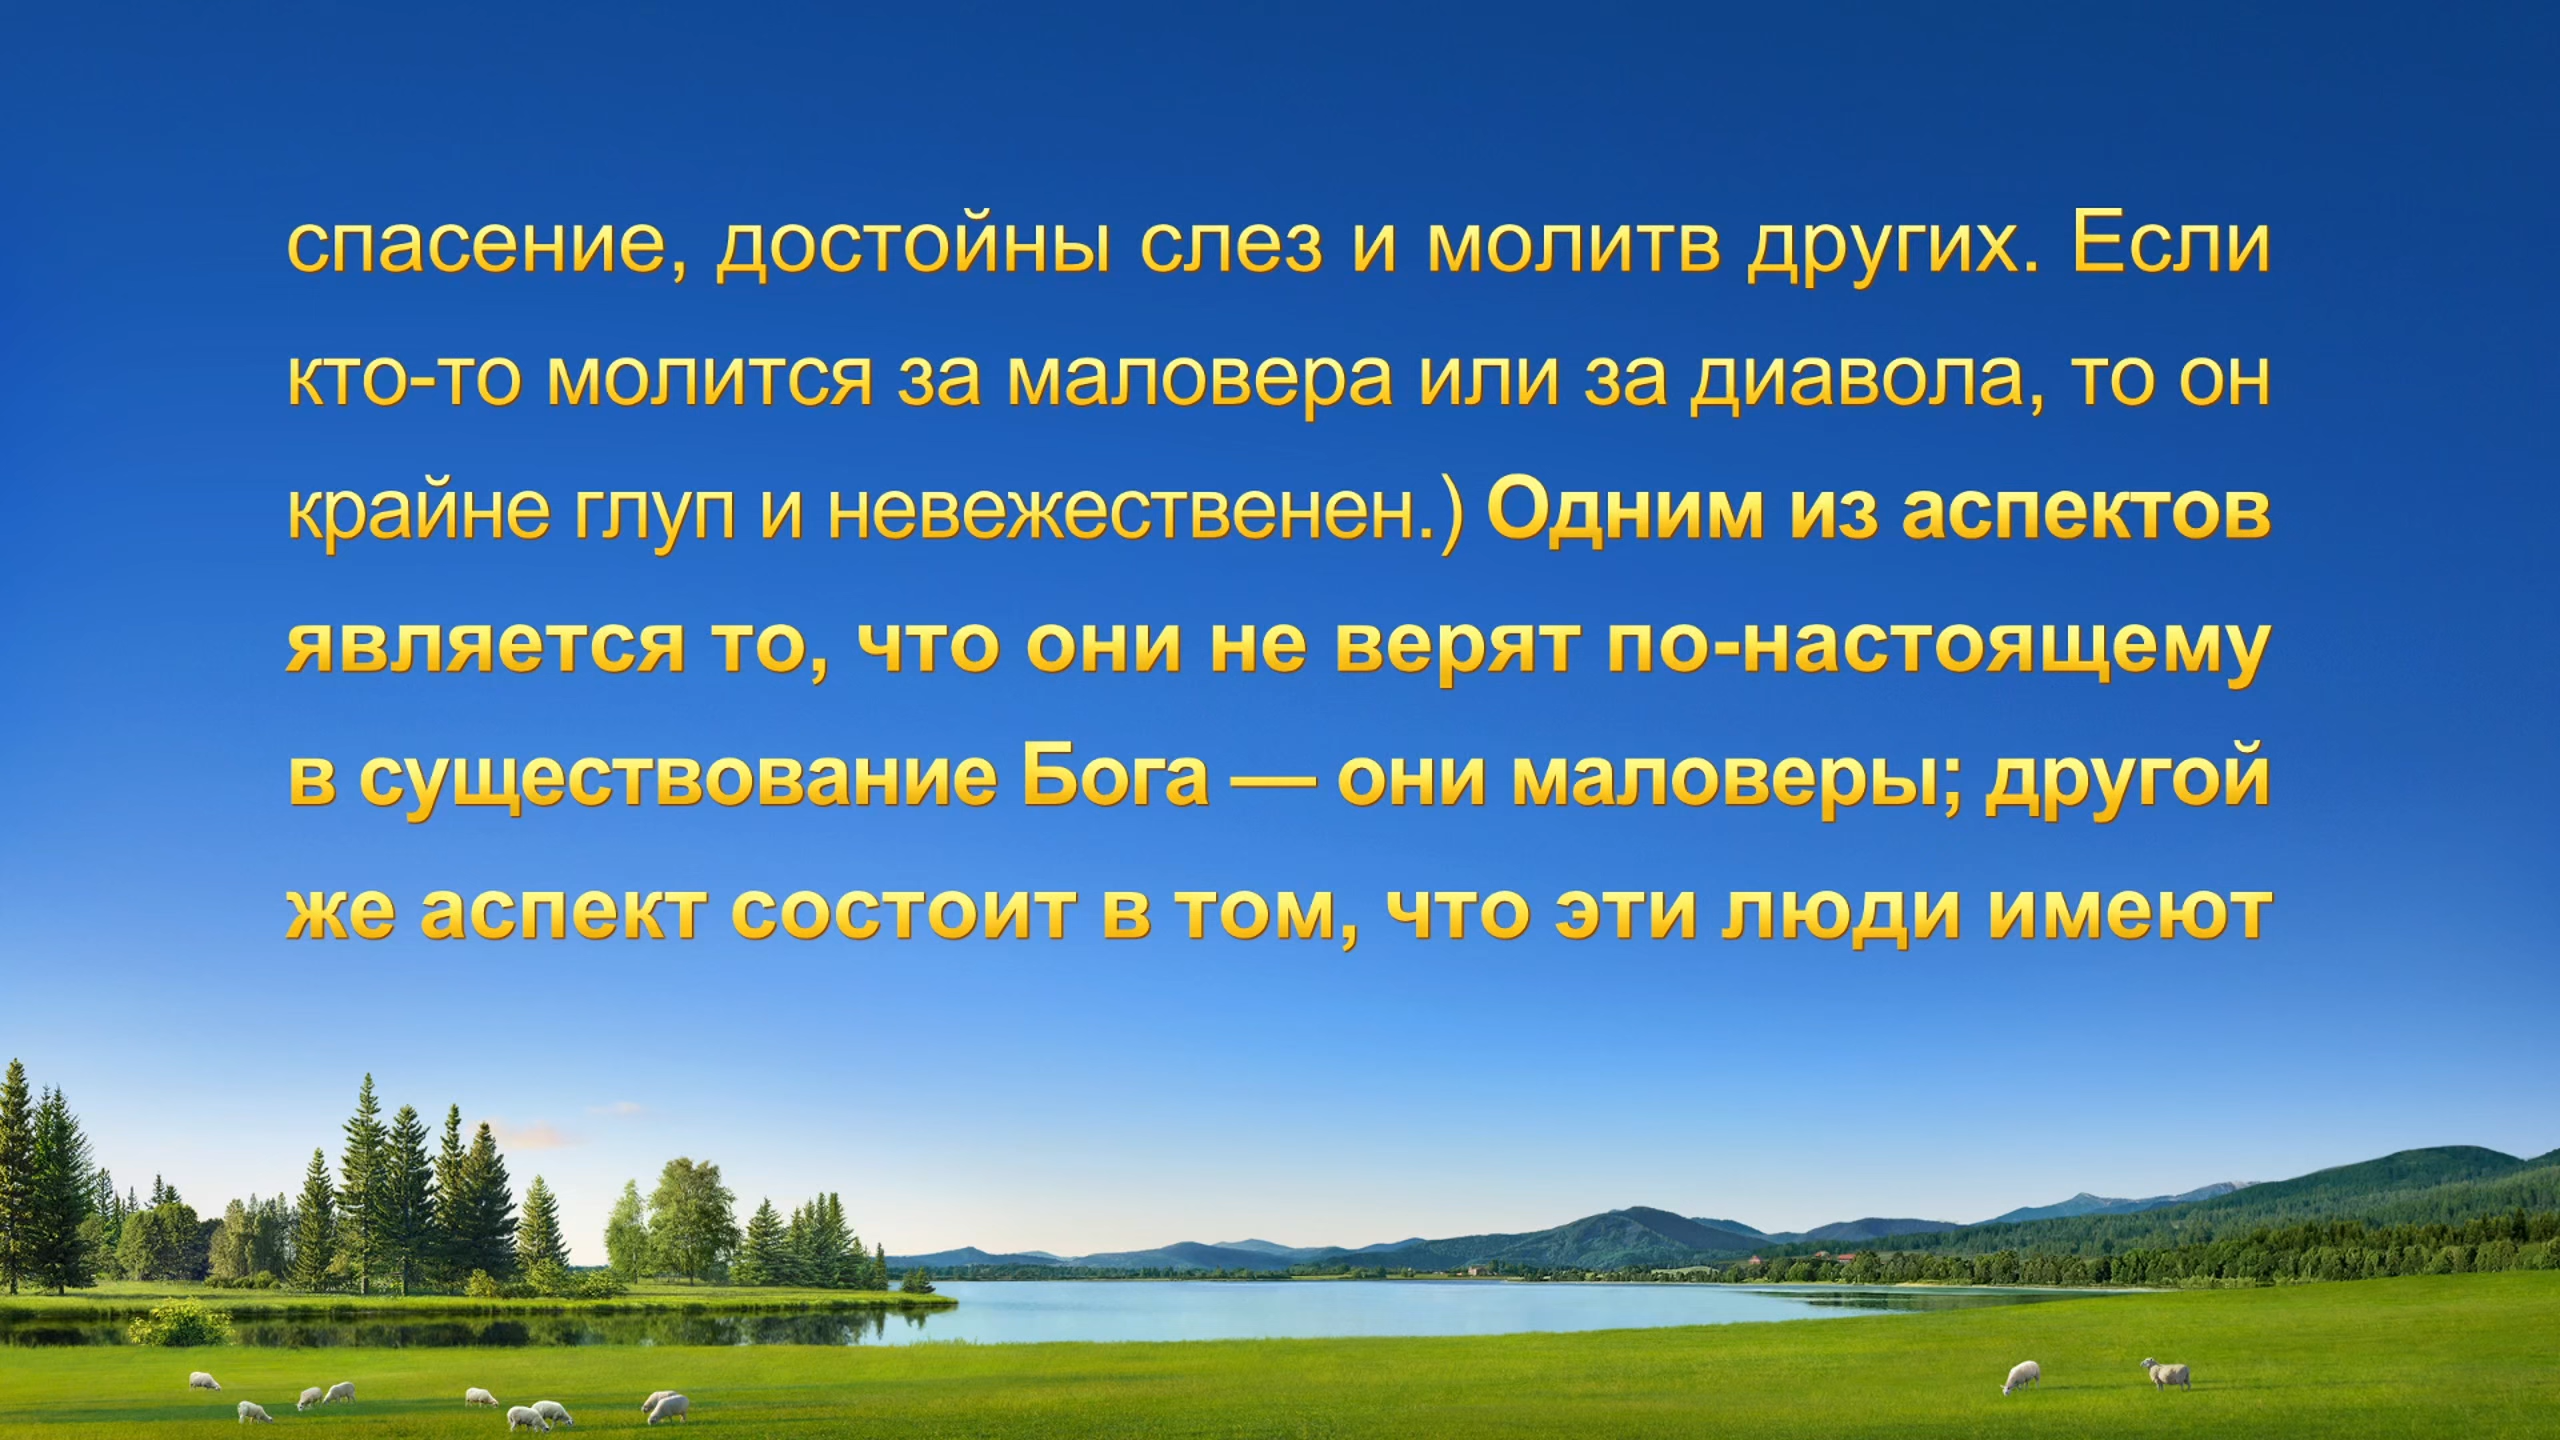 спасение, достойны слез и молитв других. Если
кто-то молится за маловера или за диавола, то он
крайне глуп и невежественен.) Одним из аспектов
является то, что они не верят по-настоящему
в существование Бога — они маловеры; другой
же аспект состоит в том, что эти люди имеют